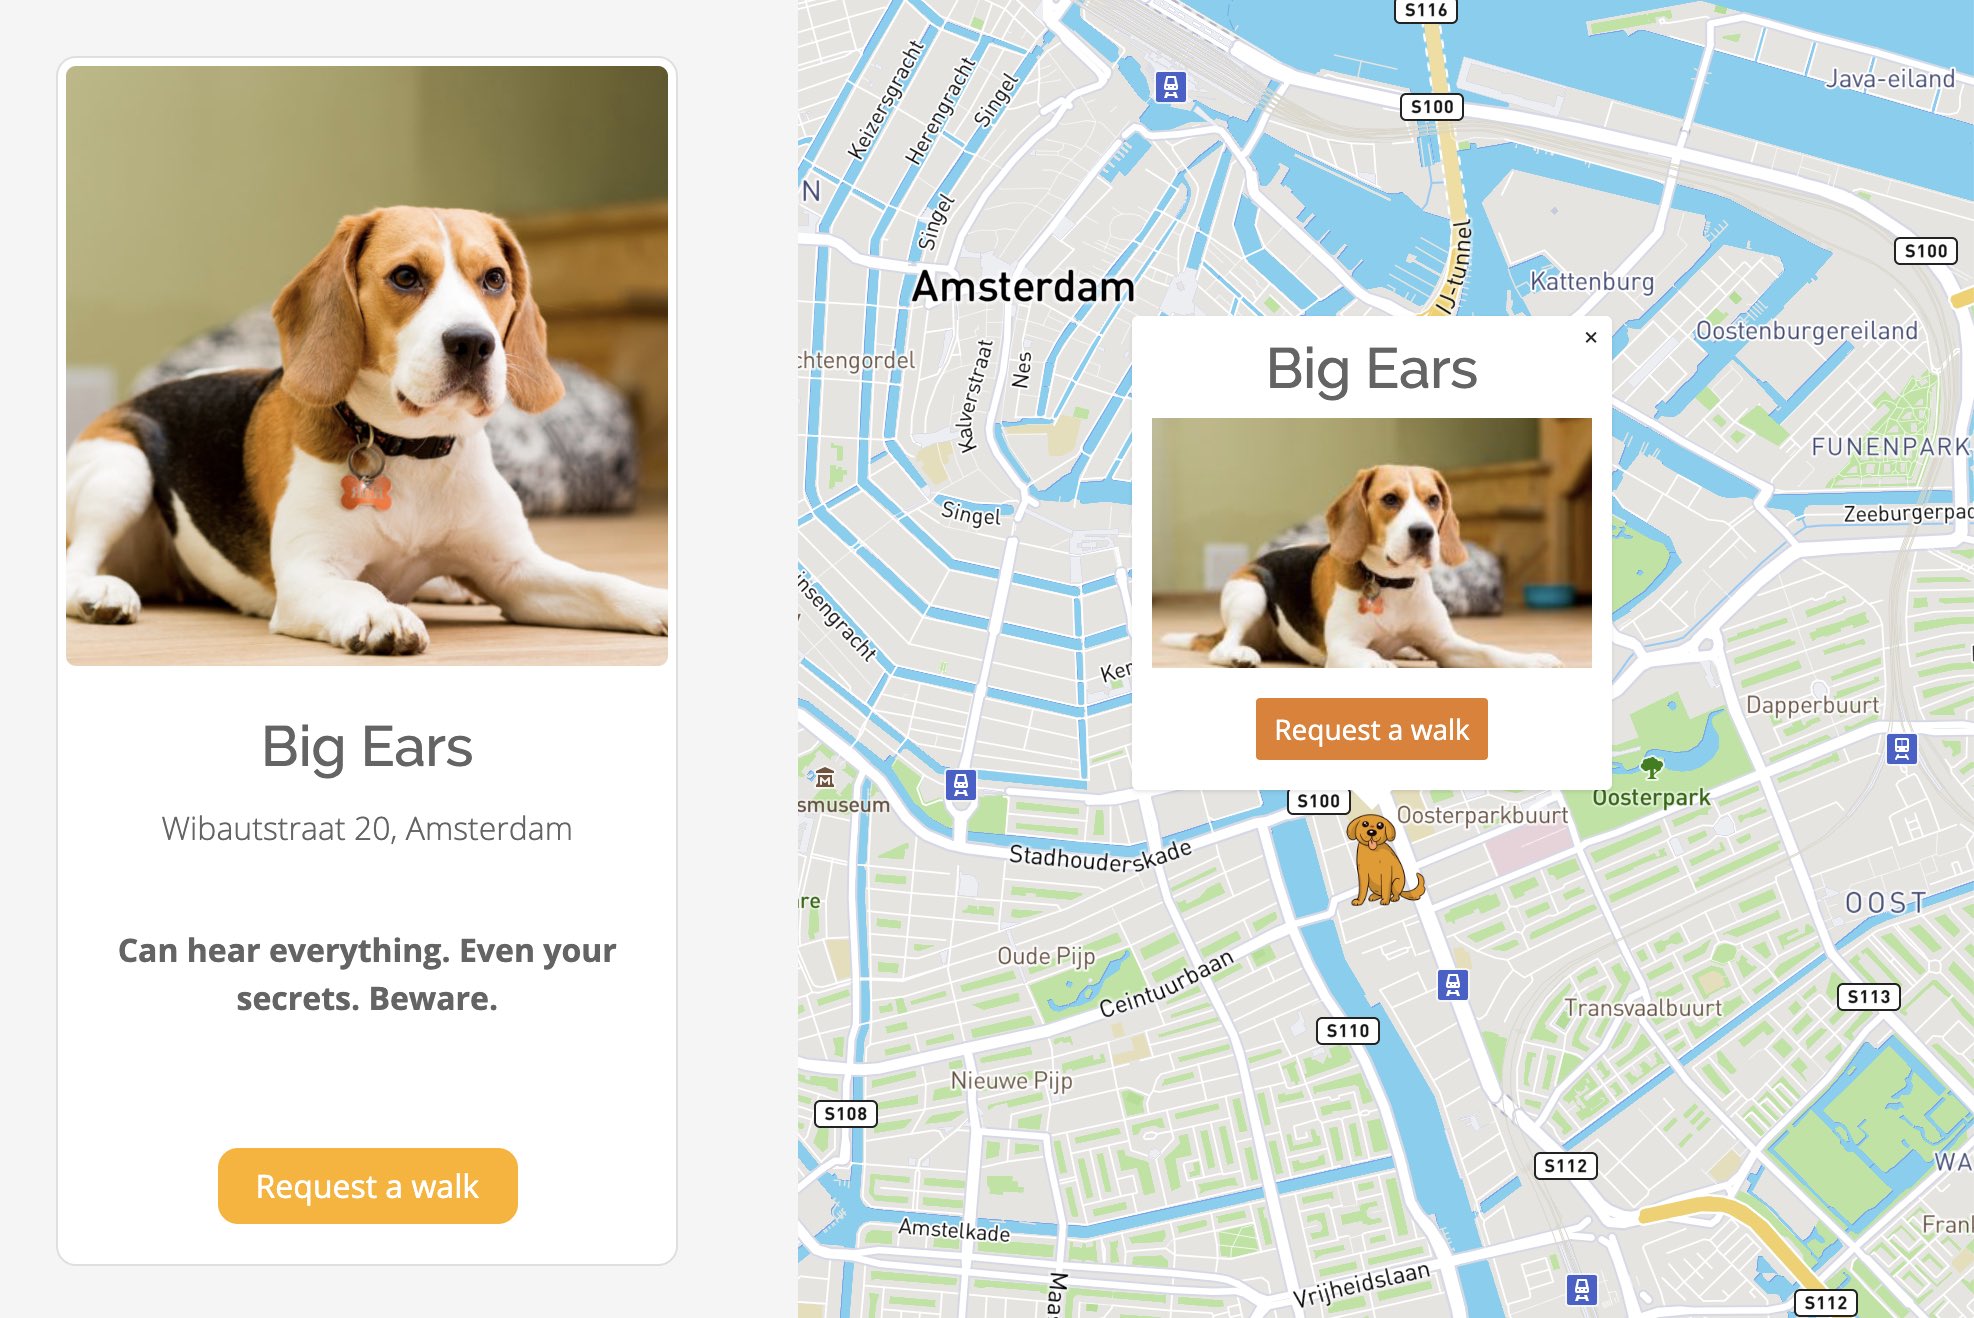 Big Ears
Wibautstraat 20, Amsterdam
Can hear everything. Even your
secrets. Beware.
Request a walk
S116
Java-eiland
S100
Keizersgracht
Herengracht
Singel
N
Singel
S100
IJ-tunnel
Kattenburg
Amsterdam
Oostenburgereiland
×
Big Ears
chtengordel
Kalverstraat
Nes
FUNENPARK
Singel
Zeeburgerpad
insengracht
Ker
Dapperbuurt
Request a walk
smuseum
S100
Oosterpark
Oosterparkbuurt
Stadhouderskade
re
OOST
Oude Pijp
Ceintuurbaan
S113
Transvaalbuurt
S110
Nieuwe Pijp
S108
S112
WA
Amstelkade
Frank
Vrijheidslaan
Maas
S112